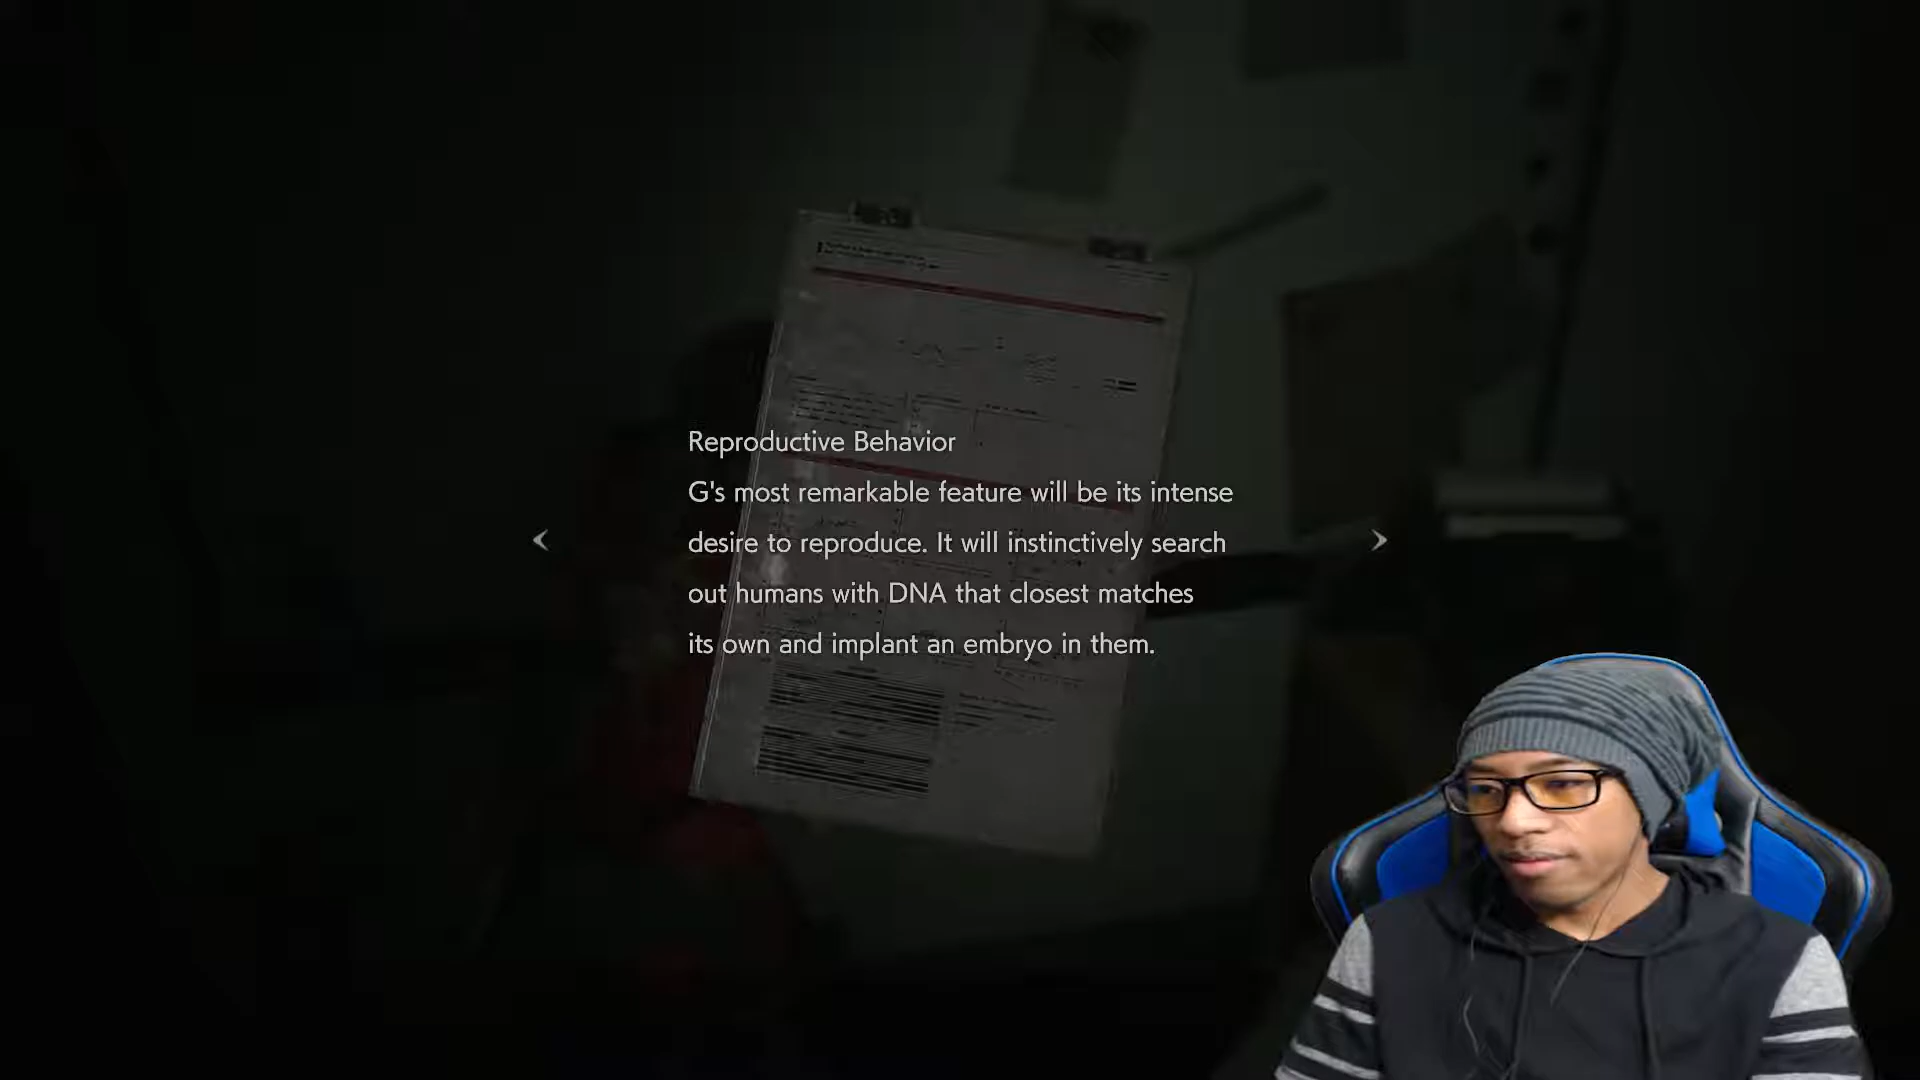 Reproductive Behavior
G's most remarkable feature will be its intense
desire to reproduce. It will instinctively search
out humans with DNA that closest matches
its own and implant an embryo in them.